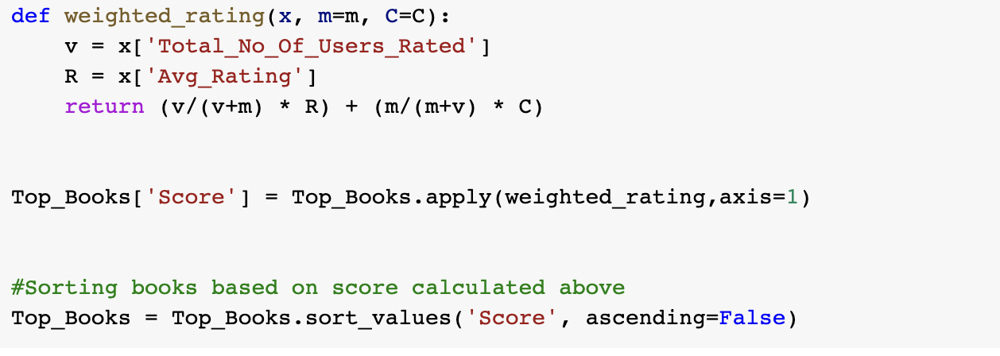 def weighted_rating(x, m=m, C=C):
    v = x['Total_No_Of_Users_Rated']
    R = x['Avg_Rating']
    return (v/(v+m) * R) + (m/(m+v) * C)
Top_Books['Score'] = Top_Books.apply(weighted_rating,axis=1)
#Sorting books based on score calculated above
Top_Books = Top_Books.sort_values('Score', ascending=False)